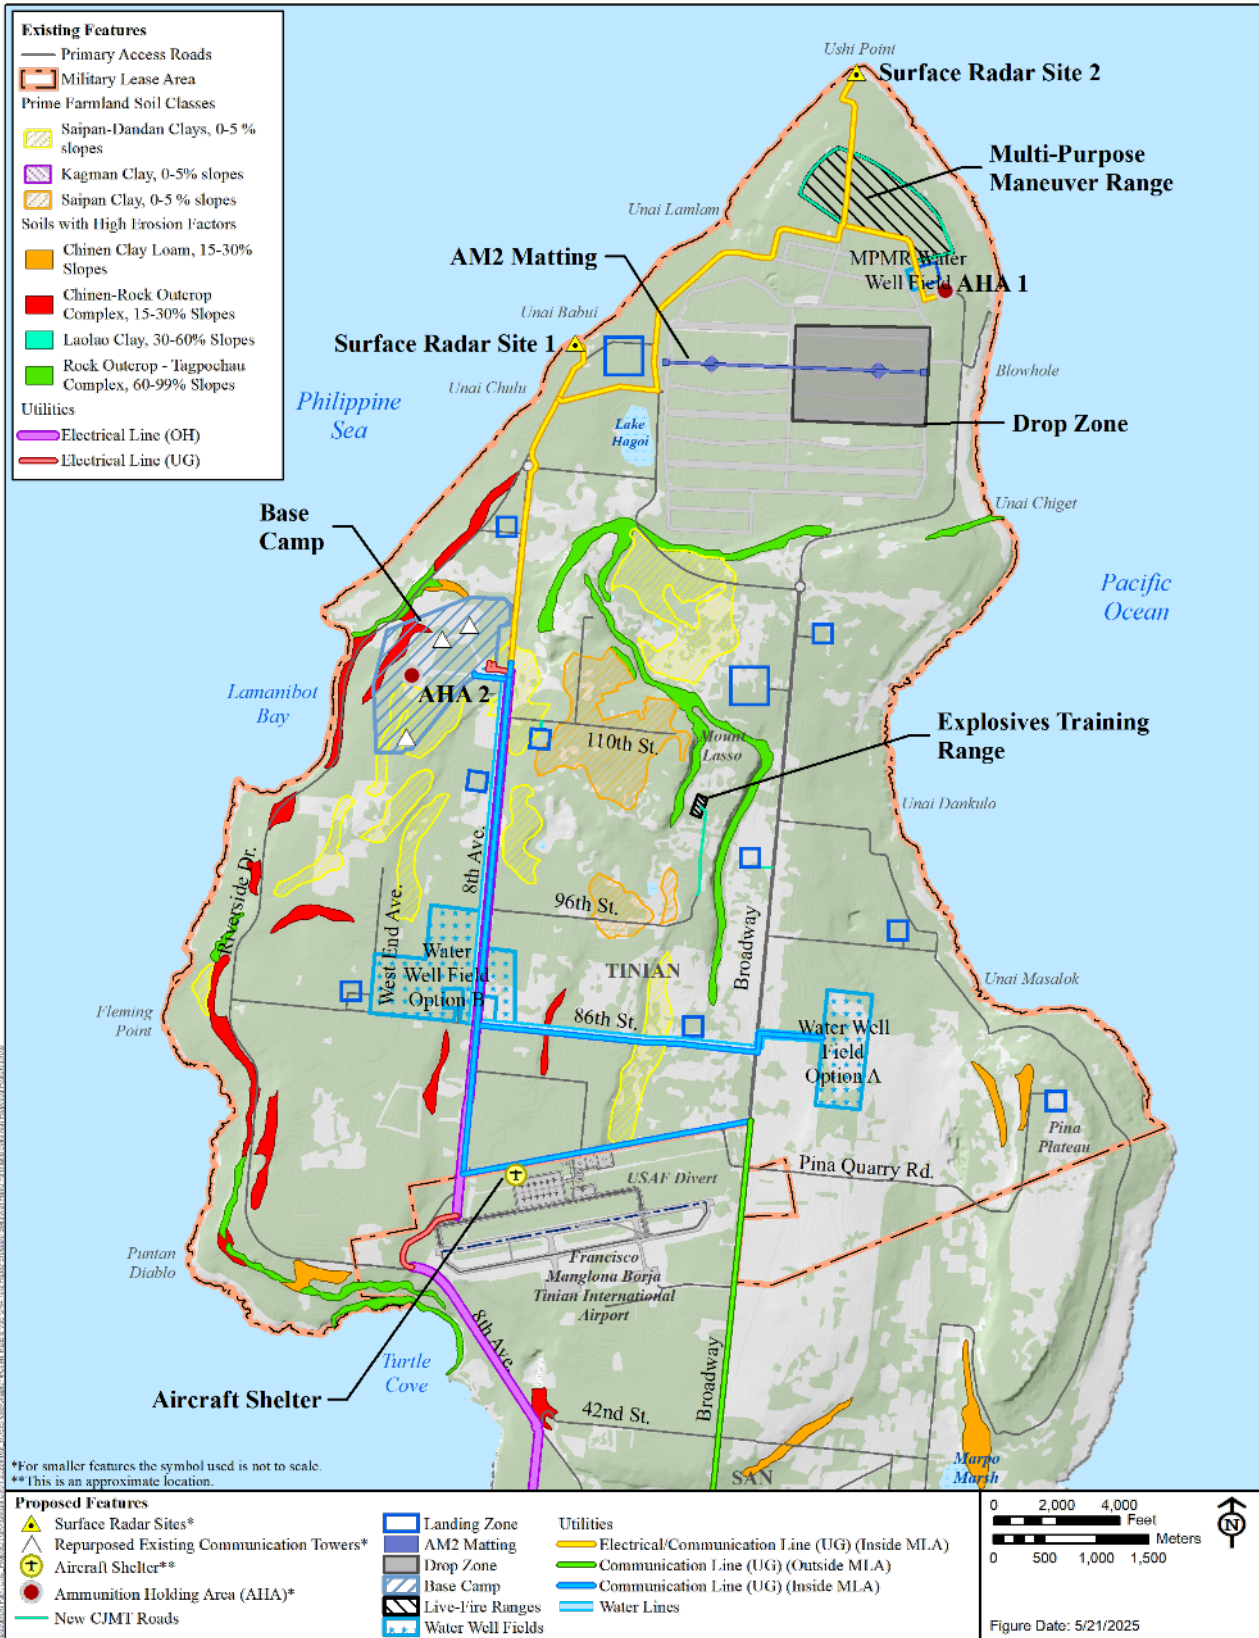 Existing Features
Primary Access Roads
Military Lease Area
Prime Farmland Soil Classes
Saipan-Dandan Clays, 0-5 %
slopes
Kagman Clay, 0-5% slopes
Saipan Clay, 0-5 % slopes
Soils with High Erosion Factors
Chinen Clay Loam, 15-30%
Slopes
Chinen-Rock Outcrop
Complex, 15-30% Slopes
Laolao Clay, 30-60% Slopes
Rock Outcrop - Tagpochau
Complex, 60-99% Slopes
Utilities
Electrical Line (OH)
Electrical Line (UG)
Ushi Point
Surface Radar Site 2
Multi-Purpose
Maneuver Range
Unai Lamlam
AM2 Matting
MPMR Water
Well Field
AHA 1
Unai Babui
Surface Radar Site 1
Unai Chulu
Blowhole
Philippine
Sea
Lake
Hagoi
Drop Zone
Unai Chiget
Base
Camp
Pacific
Ocean
Lamanibot
Bay
AHA 2
110th St.
Mount
Lasso
Explosives Training
Range
Unai Dankulo
8th Ave.
Riverside Dr.
West End Ave.
96th St.
Broadway
Water
Well Field
Option B
TINIAN
Unai Masalok
Fleming
Point
86th St.
Water Well
Field
Option A
Pina
Plateau
Pina Quarry Rd.
USAF Divert
Puntan
Diablo
Francisco
Manglona Borja
Tinian International
Airport
8th Ave.
Turtle
Cove
Broadway
Aircraft Shelter
42nd St.
SAN
Marpo
Marsh
*For smaller features the symbol used is not to scale.
**This is an approximate location.
Proposed Features
Surface Radar Sites*
Repurposed Existing Communication Towers*
Aircraft Shelter**
Ammunition Holding Area (AHA)*
New CJMT Roads
Landing Zone
AM2 Matting
Drop Zone
Base Camp
Live-Fire Ranges
Water Well Fields
Utilities
Electrical/Communication Line (UG) (Inside MLA)
Communication Line (UG) (Outside MLA)
Communication Line (UG) (Inside MLA)
Water Lines
0 2,000 4,000
Feet
Meters
0 500 1,000 1,500
N
Figure Date: 5/21/2025